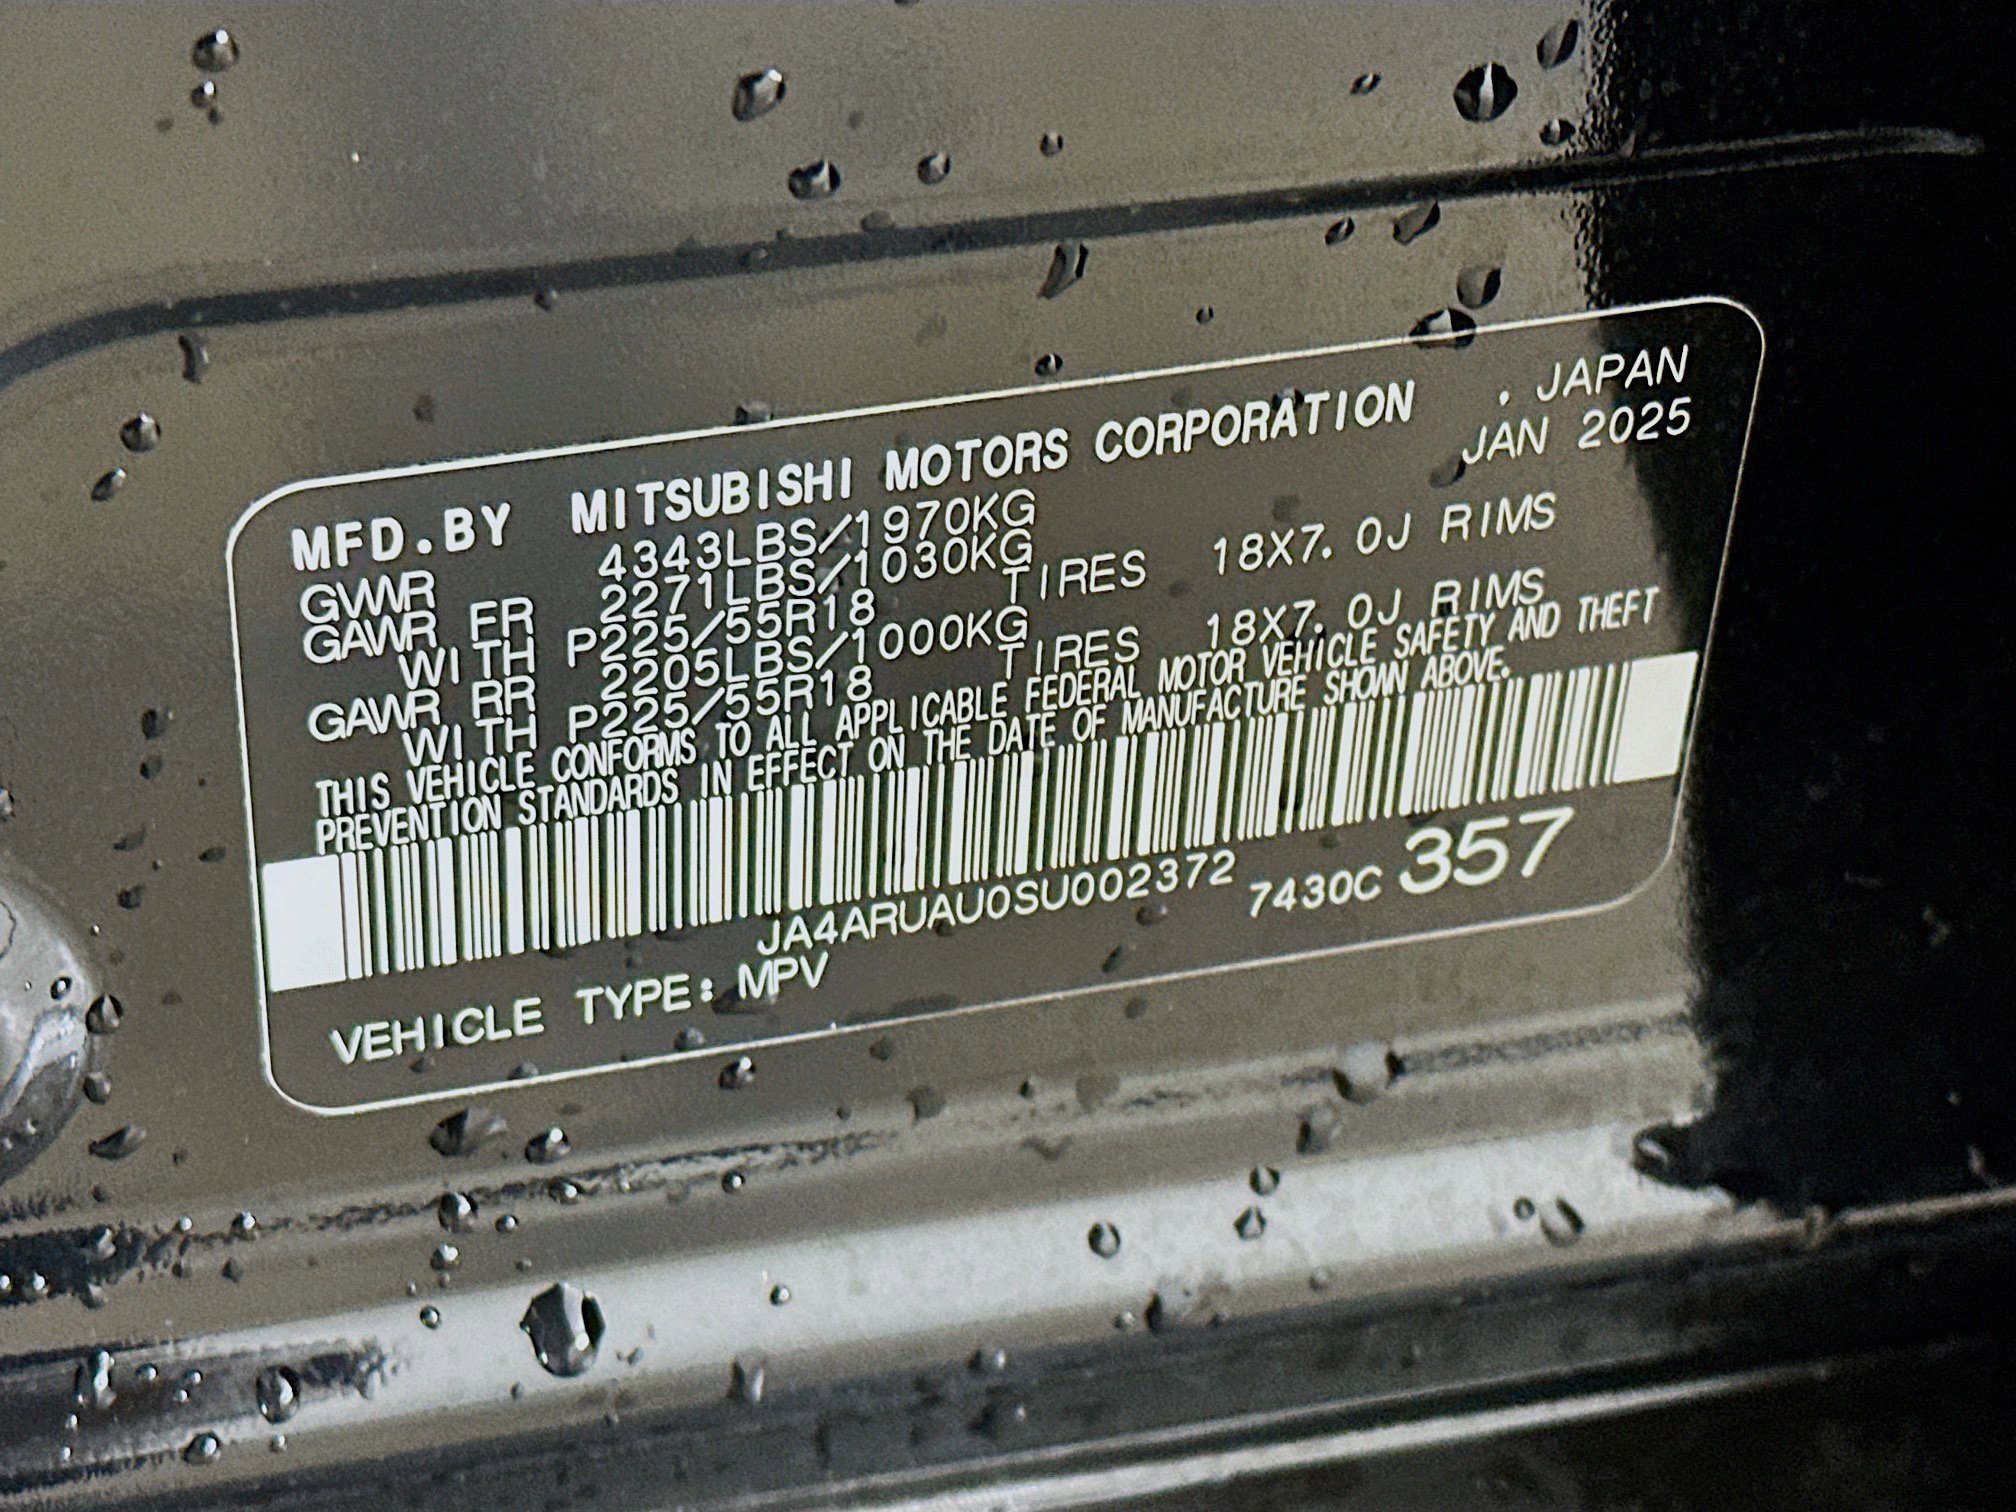 MFD.BY MITSUBISHI MOTORS CORPORATION . JAPAN
JAN 2025
GVWR 4343LBS/1970KG
GAWR FR 2271LBS/1030KG
WITH P225/55R18 TIRES 18X7.0J RIMS
GAWR RR 2205LBS/1000KG
WITH P225/55R18 TIRES 18X7.0J RIMS
THIS VEHICLE CONFORMS TO ALL APPLICABLE FEDERAL MOTOR VEHICLE SAFETY AND THEFT
PREVENTION STANDARDS IN EFFECT ON THE DATE OF MANUFACTURE SHOWN ABOVE.
JA4ARUAU0SU002372 7430C 357
VEHICLE TYPE: MPV